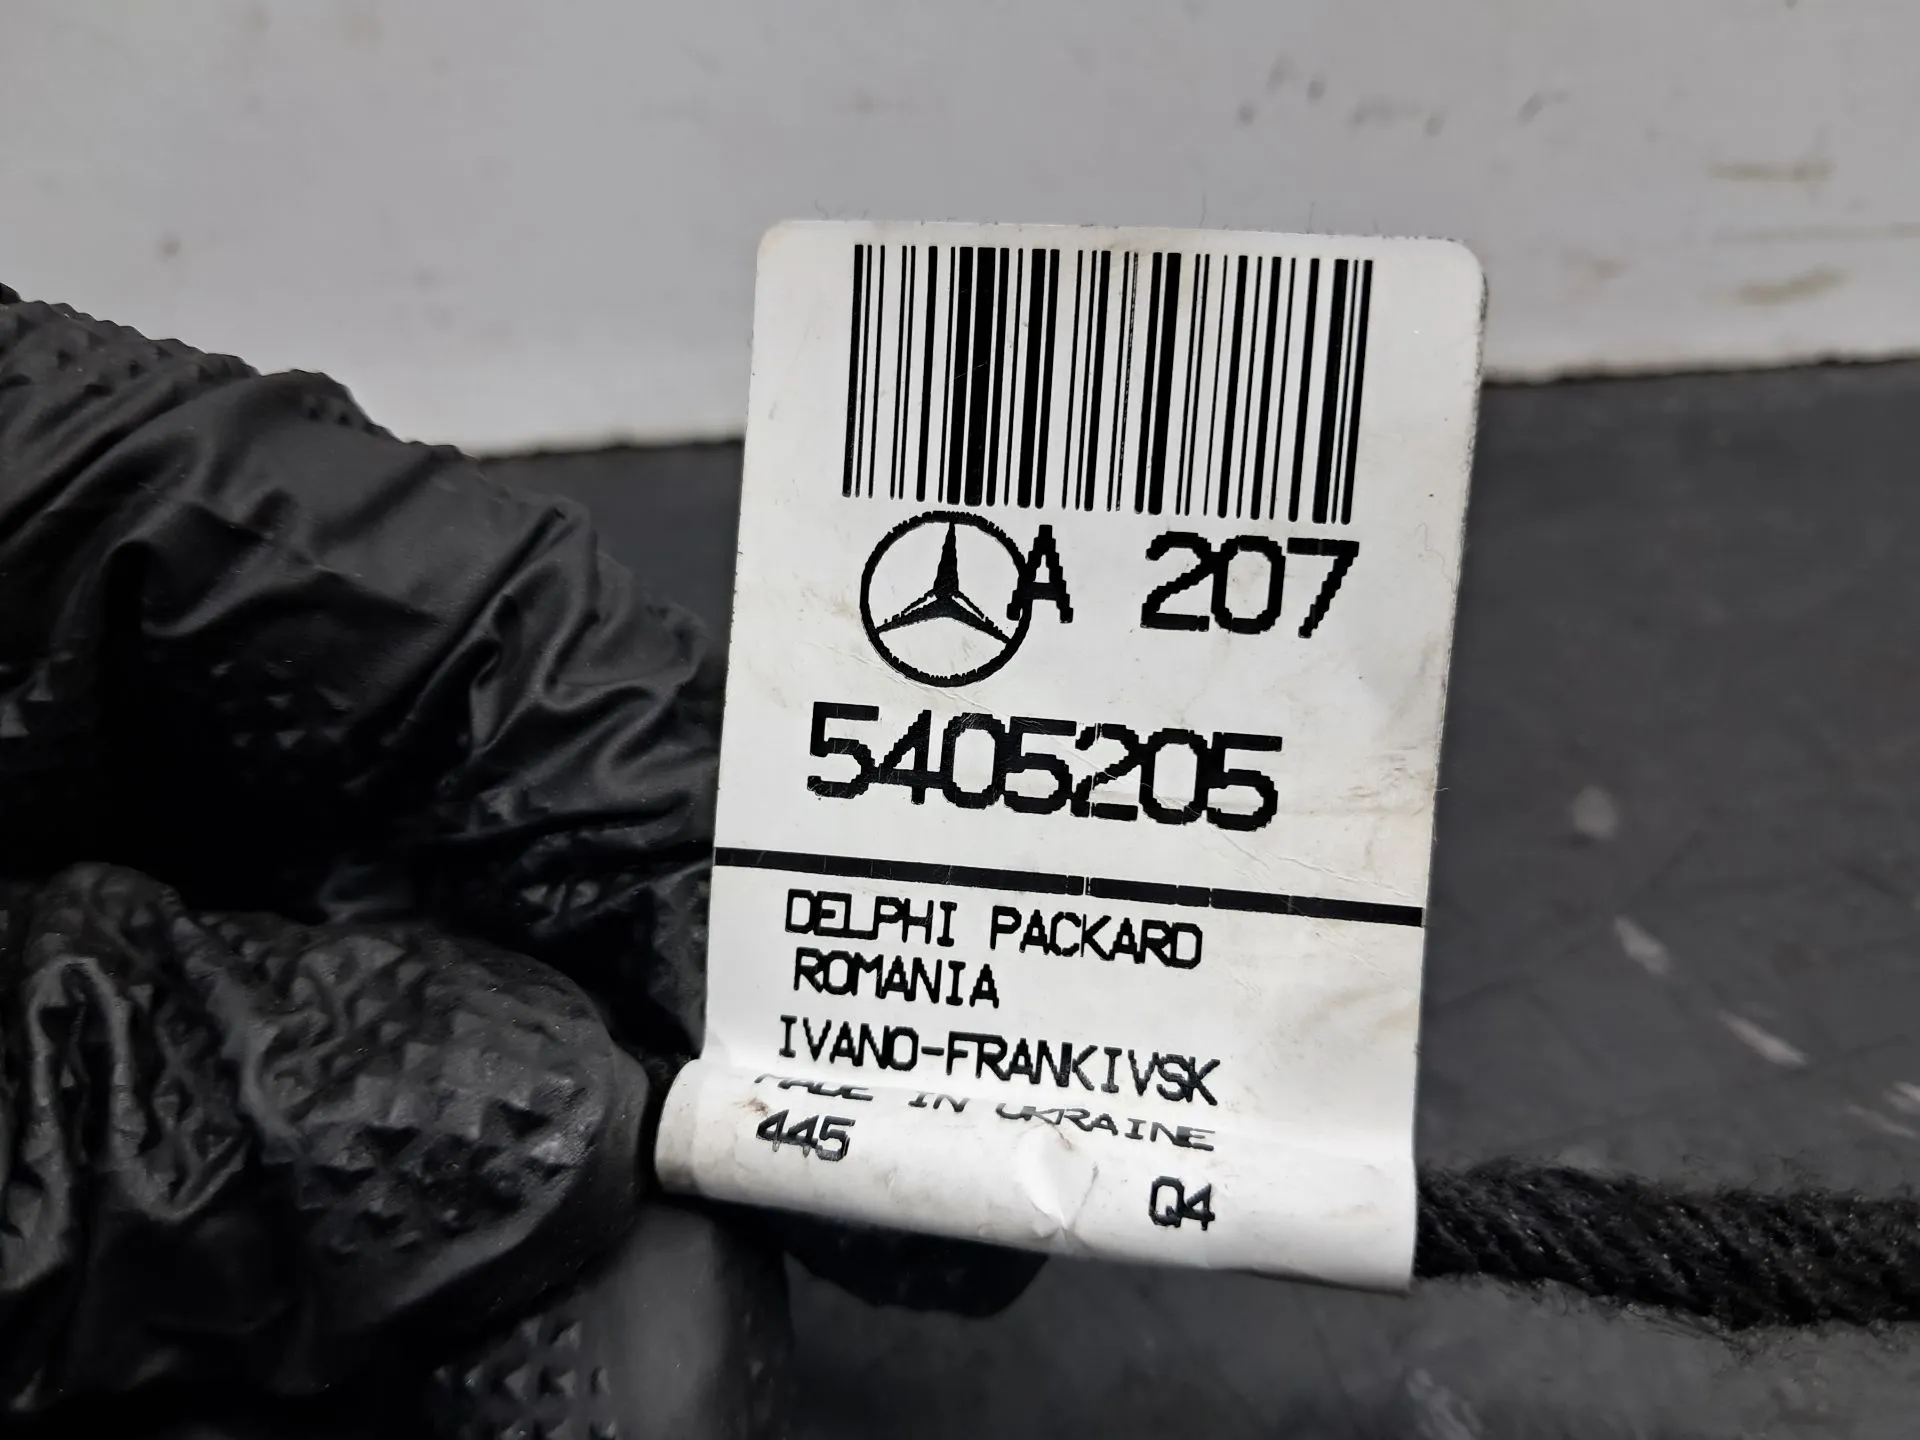 A 207
5405205
DELPHI PACKARD
ROMANIA
IVANO-FRANKIVSK
MADE IN UKRAINE
445
Q4